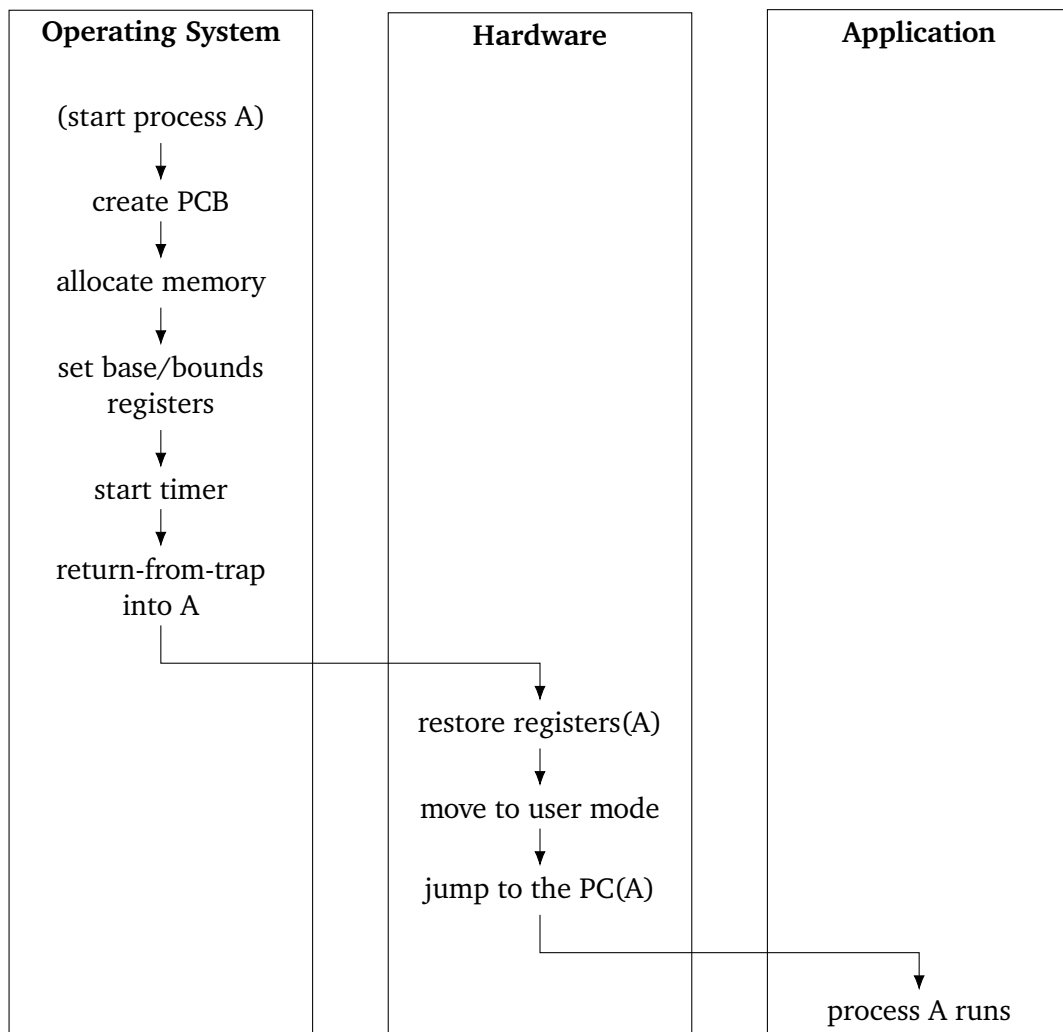 Operating System
Hardware
Application
(start process A)
create PCB
allocate memory
set base/bounds
registers
start timer
return-from-trap
into A
restore registers(A)
move to user mode
jump to the PC(A)
process A runs